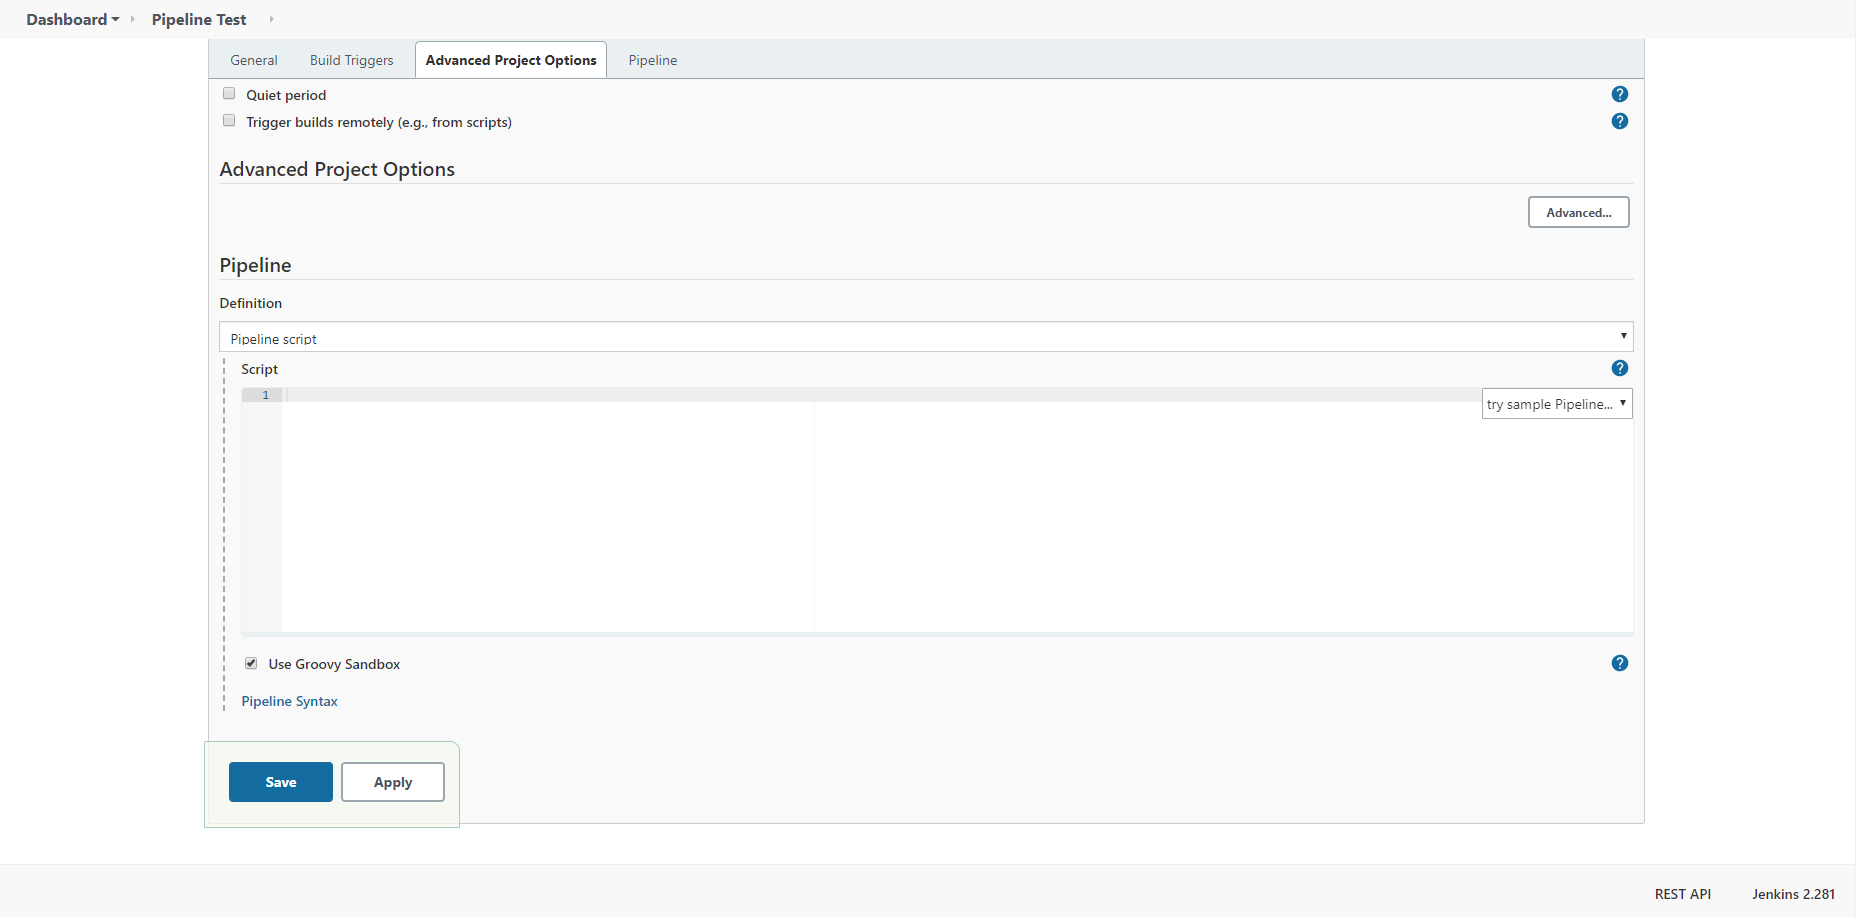 Dashboard Pipeline Test
General Build Triggers Advanced Project Options Pipeline
Quiet period
Trigger builds remotely (e.g., from scripts)
Advanced Project Options
Advanced...
Pipeline
Definition
Pipeline script
Script
1
try sample Pipeline...
Use Groovy Sandbox
Pipeline Syntax
Save Apply
REST API Jenkins 2.281